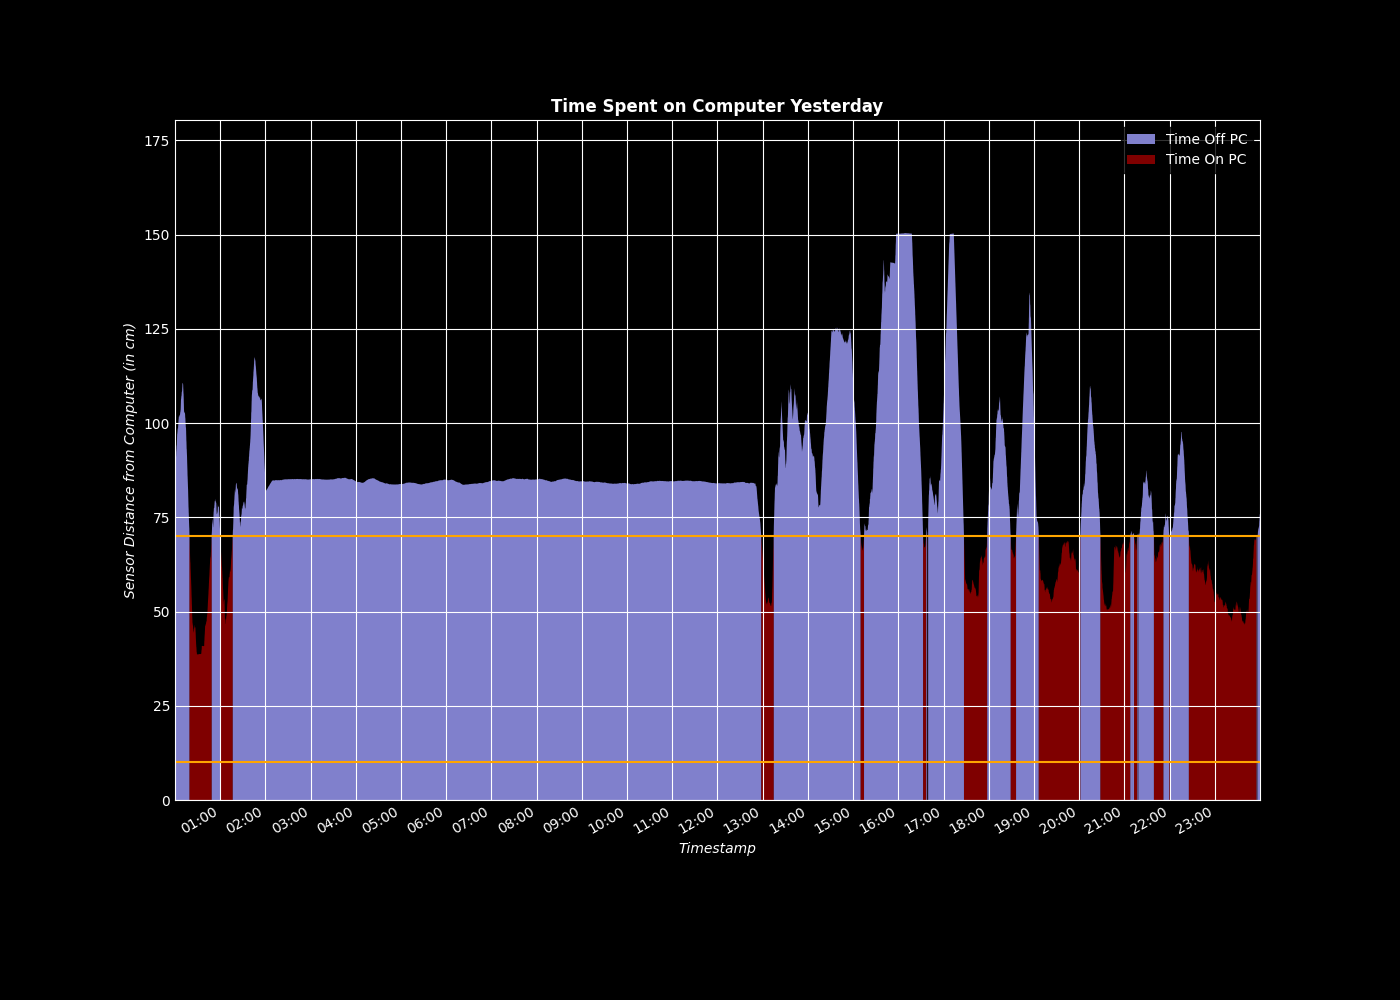 Time Spent on Computer Yesterday
Time Off PC
Time On PC
175
150
125
100
75
50
25
0
Sensor Distance from Computer (in cm)
01:00 02:00 03:00 04:00 05:00 06:00 07:00 08:00 09:00 10:00 11:00 12:00 13:00 14:00 15:00 16:00 17:00 18:00 19:00 20:00 21:00 22:00 23:00
Timestamp